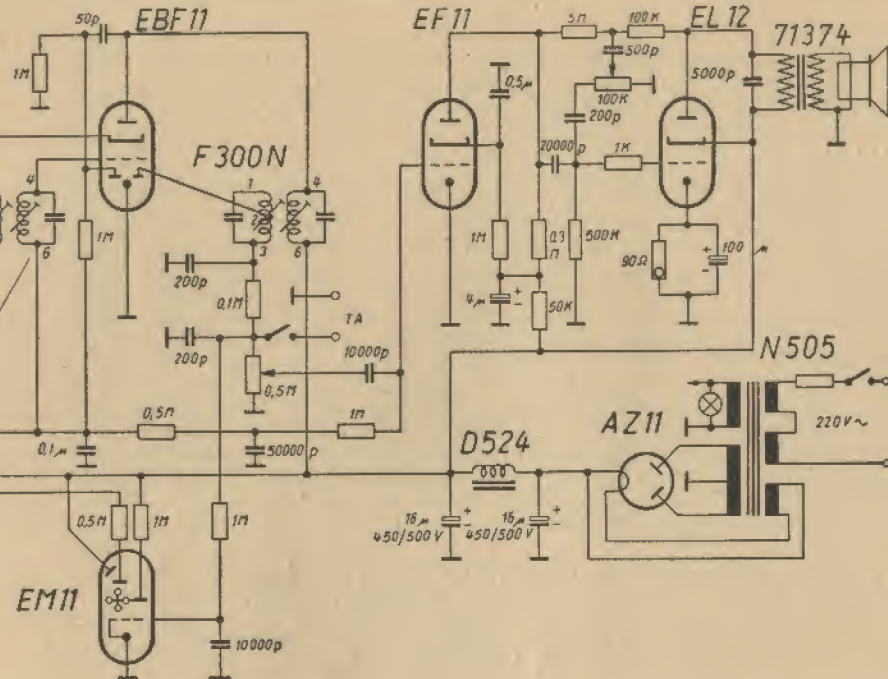 50p
EBF11
EF11
5M
100K
EL12
71374
1M
500p
0,5µ
5000p
100K
200p
F300N
20000p
1K
4
1
4
2
6
1M
3
6
1M
0,3
M
500K
90Ω
+
-
100
µ
200p
0,1M
4µ
+
-
50K
TA
200p
10000p
N505
0,5M
0,5M
1M
AZ11
220V~
0,1µ
50000p
D524
0,5M
1M
1M
16µ
450/500V
+
-
16µ
450/500V
+
-
EM11
10000p